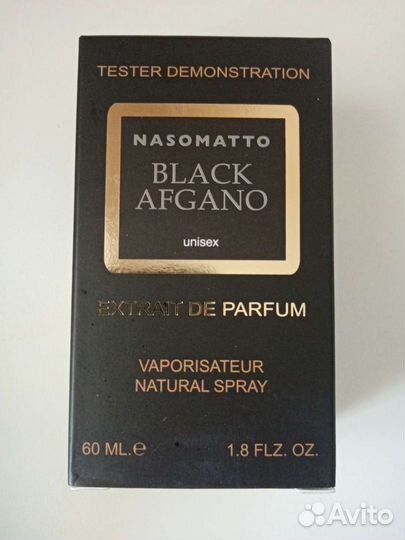 TESTER DEMONSTRATION
NASOMATTO
BLACK
AFGANO
unisex
EXTRAIT DE PARFUM
VAPORISATEUR
NATURAL SPRAY
60 ML.℮ 1.8 FLZ. OZ.
Avito